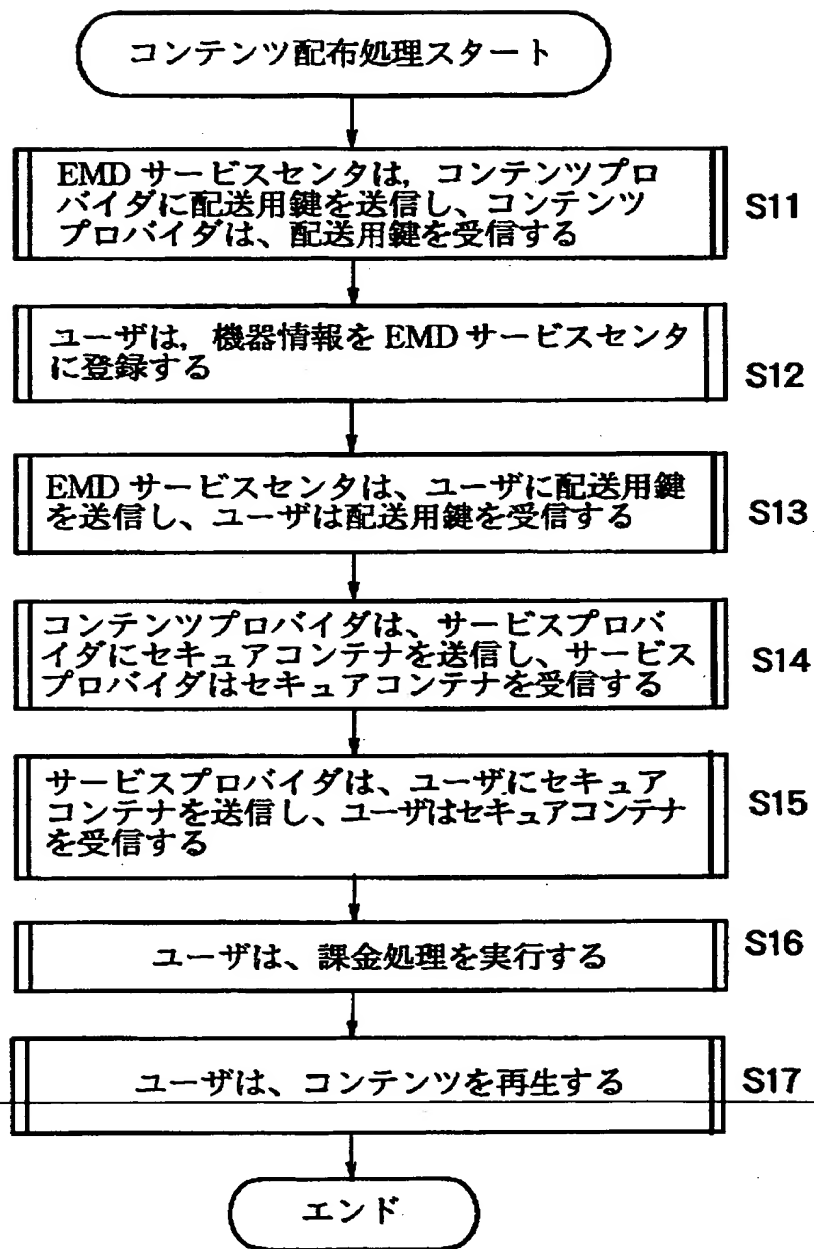 コンテンツ配布処理スタート
EMD サービスセンタは，コンテンツプロ
バイダに配送用鍵を送信し、コンテンツ
プロバイダは、配送用鍵を受信する
S11
ユーザは，機器情報を EMD サービスセンタ
に登録する
S12
EMD サービスセンタは、ユーザに配送用鍵
を送信し、ユーザは配送用鍵を受信する
S13
コンテンツプロバイダは、サービスプロバ
イダにセキュアコンテナを送信し、サービス
プロバイダはセキュアコンテナを受信する
S14
サービスプロバイダは、ユーザにセキュア
コンテナを送信し、ユーザはセキュアコンテナ
を受信する
S15
ユーザは、課金処理を実行する
S16
ユーザは、コンテンツを再生する
S17
エンド